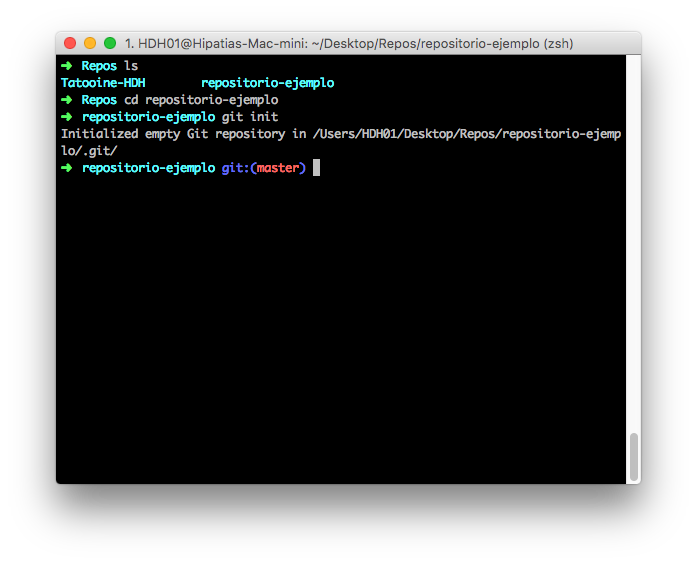 1. HDH01@Hipatias-Mac-mini: ~/Desktop/Repos/repositorio-ejemplo (zsh)
➜ Repos ls
Tatooine-HDH repositorio-ejemplo
➜ Repos cd repositorio-ejemplo
➜ repositorio-ejemplo git init
Initialized empty Git repository in /Users/HDH01/Desktop/Repos/repositorio-ejemp
lo/.git/
➜ repositorio-ejemplo git:(master)